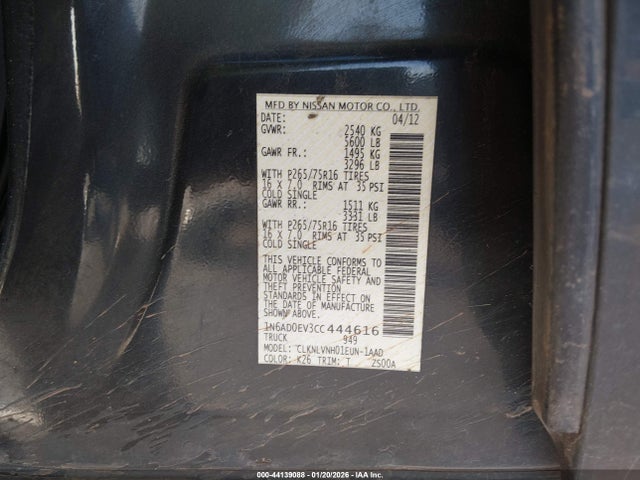 MFD BY NISSAN MOTOR CO., LTD.
DATE: 04/12
GVWR: 2540 KG
5600 LB
GAWR FR.: 1495 KG
3296 LB
WITH P265/75R16 TIRES
16 X 7.0 RIMS AT 35 PSI
COLD SINGLE
GAWR RR.: 1511 KG
3331 LB
WITH P265/75R16 TIRES
16 X 7.0 RIMS AT 35 PSI
COLD SINGLE
THIS VEHICLE CONFORMS TO
ALL APPLICABLE FEDERAL
MOTOR VEHICLE SAFETY AND
THEFT PREVENTION
STANDARDS IN EFFECT ON
THE DATE OF MANUFACTURE
SHOWN ABOVE.
1N6AD0EV3CC444616
TRUCK 949
MODEL: CLKNLVNH01EUN-1AAD
COLOR: K26 TRIM: T ZS00A
000-44139088 - 01/20/2026 - IAA Inc.